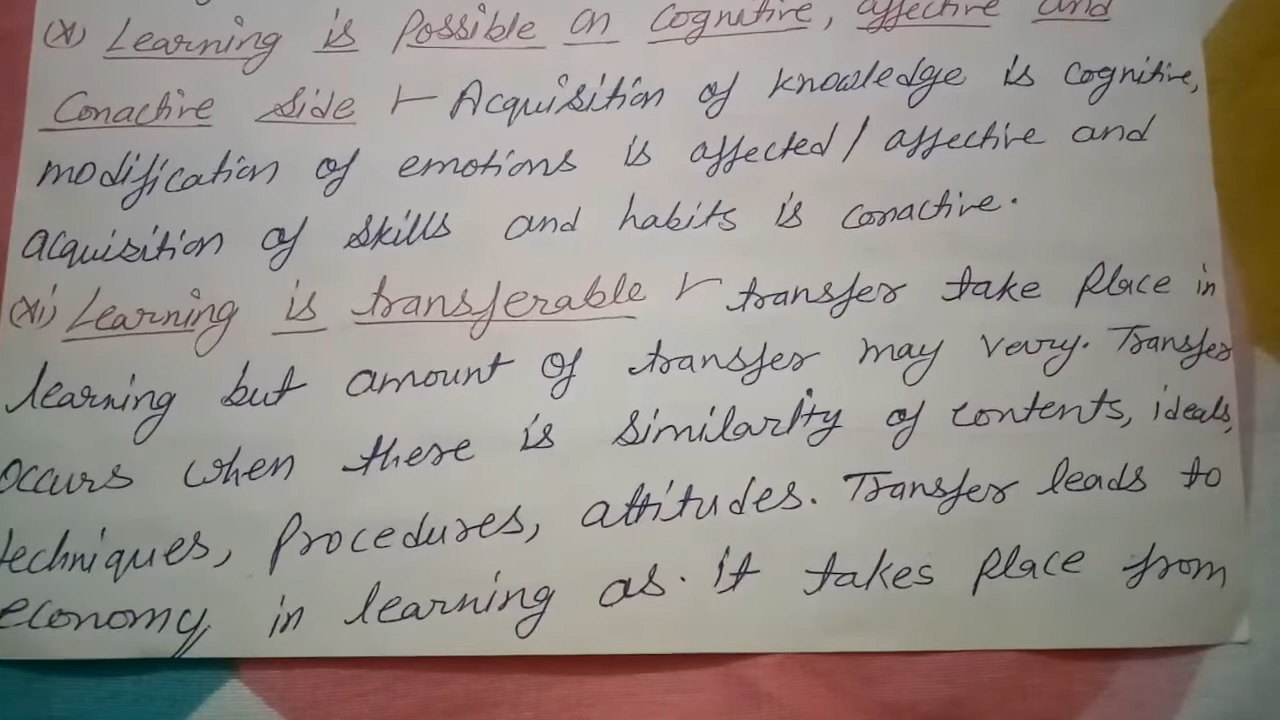 (x) Learning is Possible on Cognitive, affective and
Conactive side :- Acquisition of knowledge is cognitive,
modification of emotions is affected / affective and
acquisition of skills and habits is conactive.
(xi) Learning is transferable :- transfer take place in
learning but amount of transfer may very. Transfer
occurs when there is similarity of contents, ideals,
techniques, Procedures, attitudes. Transfer leads to
economy in learning as it takes place from